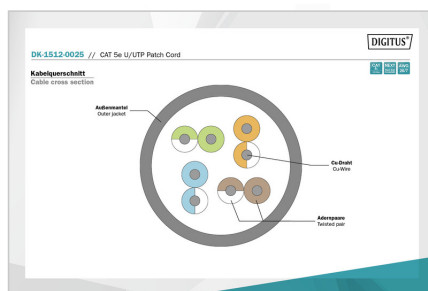 DIGITUS®
DK-1512-0025 // CAT 5e U/UTP Patch Cord
Kabelquerschnitt
Cable cross section
Außenmantel
Outer jacket
Cu-Draht
Cu-Wire
Adernpaare
Twisted pair